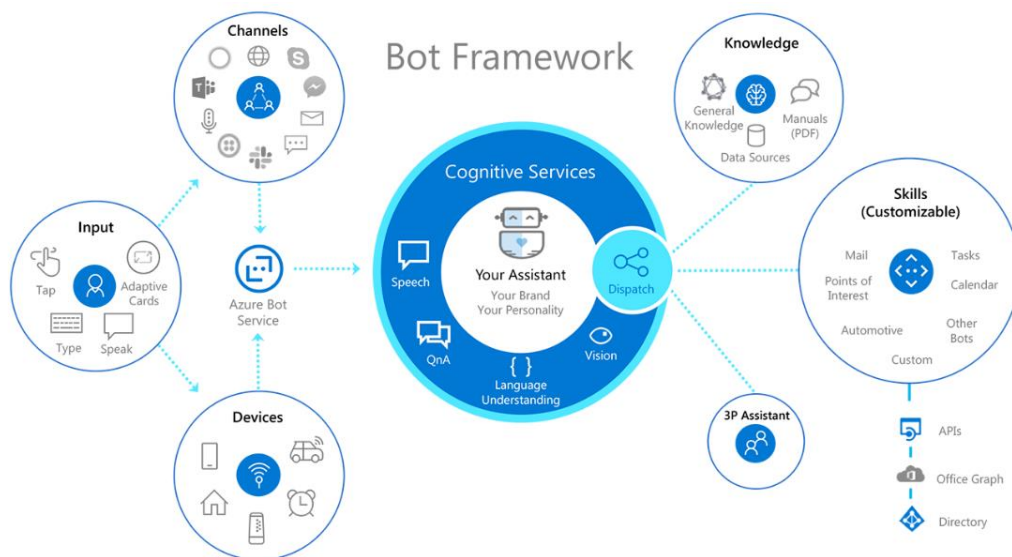 Bot Framework
Channels
Input
Tap
Adaptive
Cards
Type
Speak
Azure Bot
Service
Devices
Cognitive Services
Your Assistant
Your Brand
Your Personality
Speech
QnA
{ }
Language
Understanding
Vision
Dispatch
Knowledge
General
Knowledge
Manuals
(PDF)
Data Sources
Skills
(Customizable)
Mail
Tasks
Points of
Interest
Calendar
Automotive
Other
Bots
Custom
3P Assistant
APIs
Office Graph
Directory